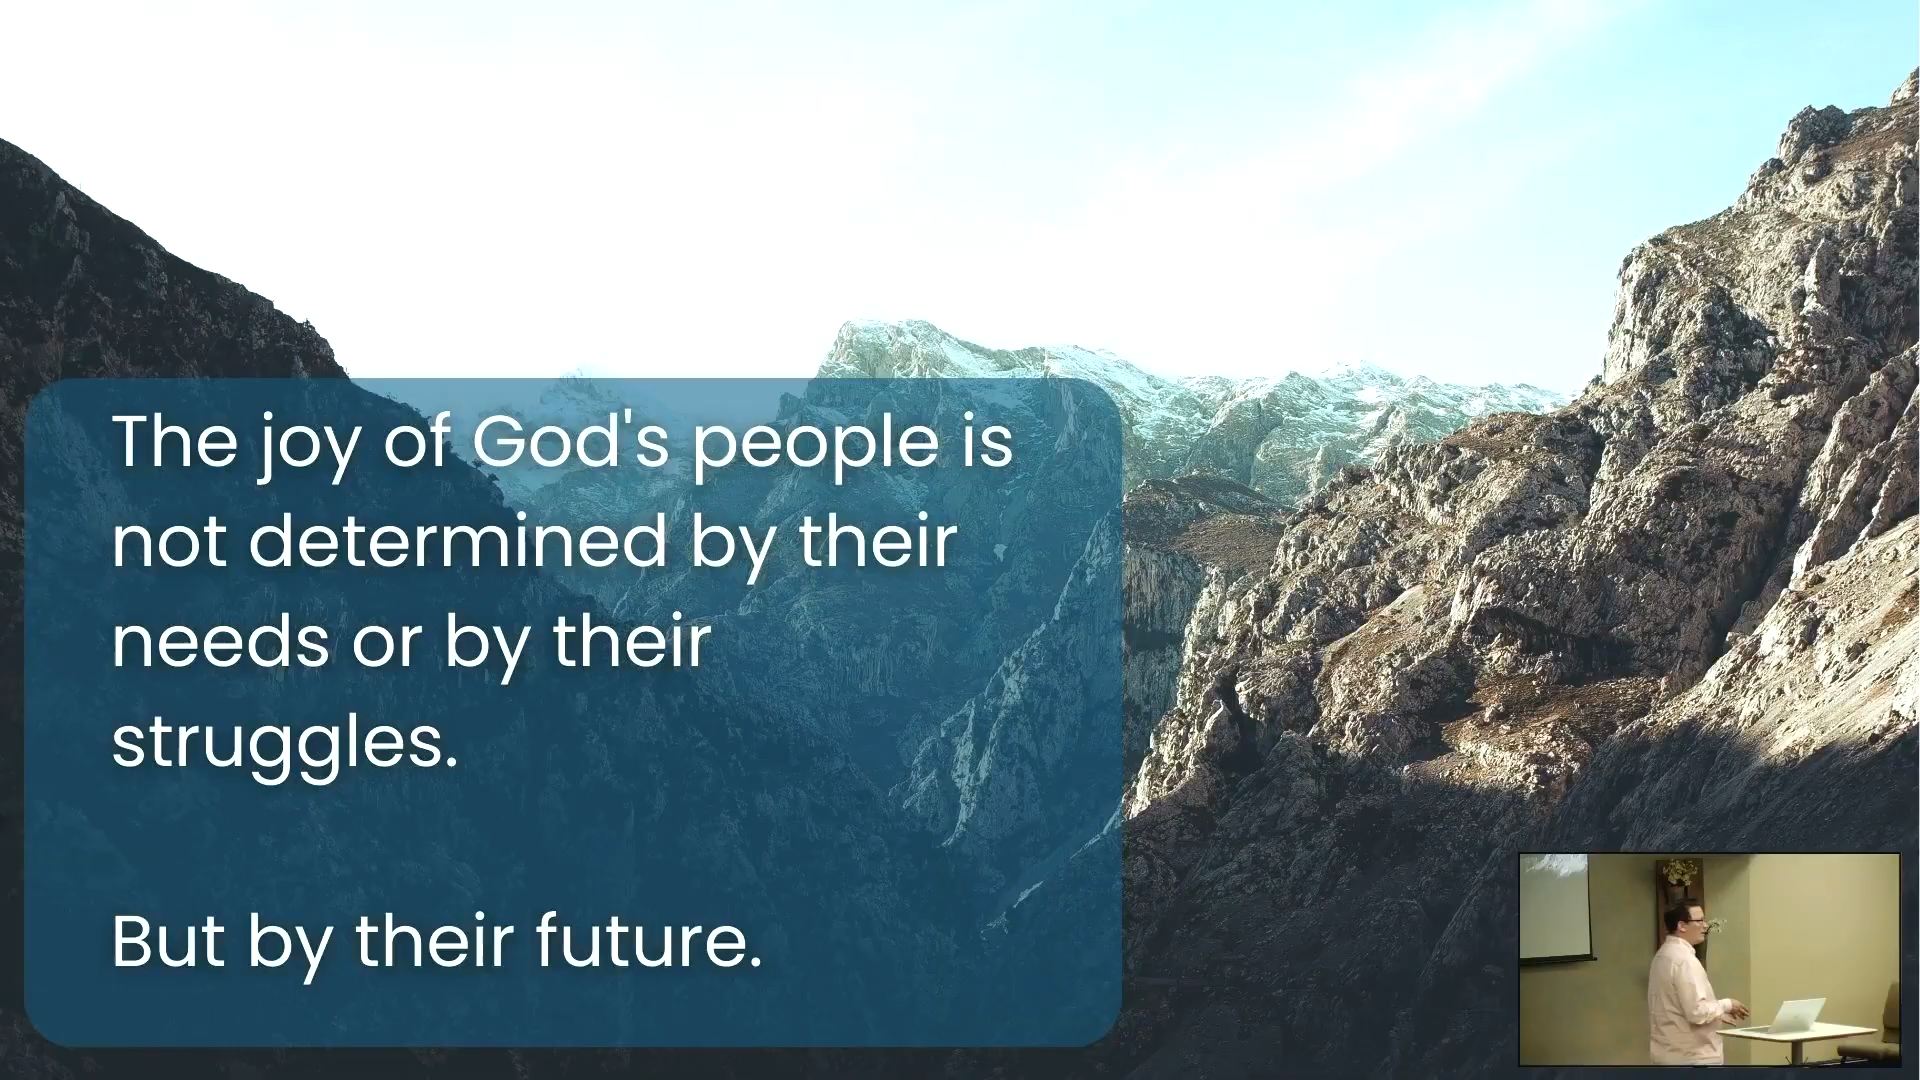 The joy of God's people is
not determined by their
needs or by their
struggles.
But by their future.